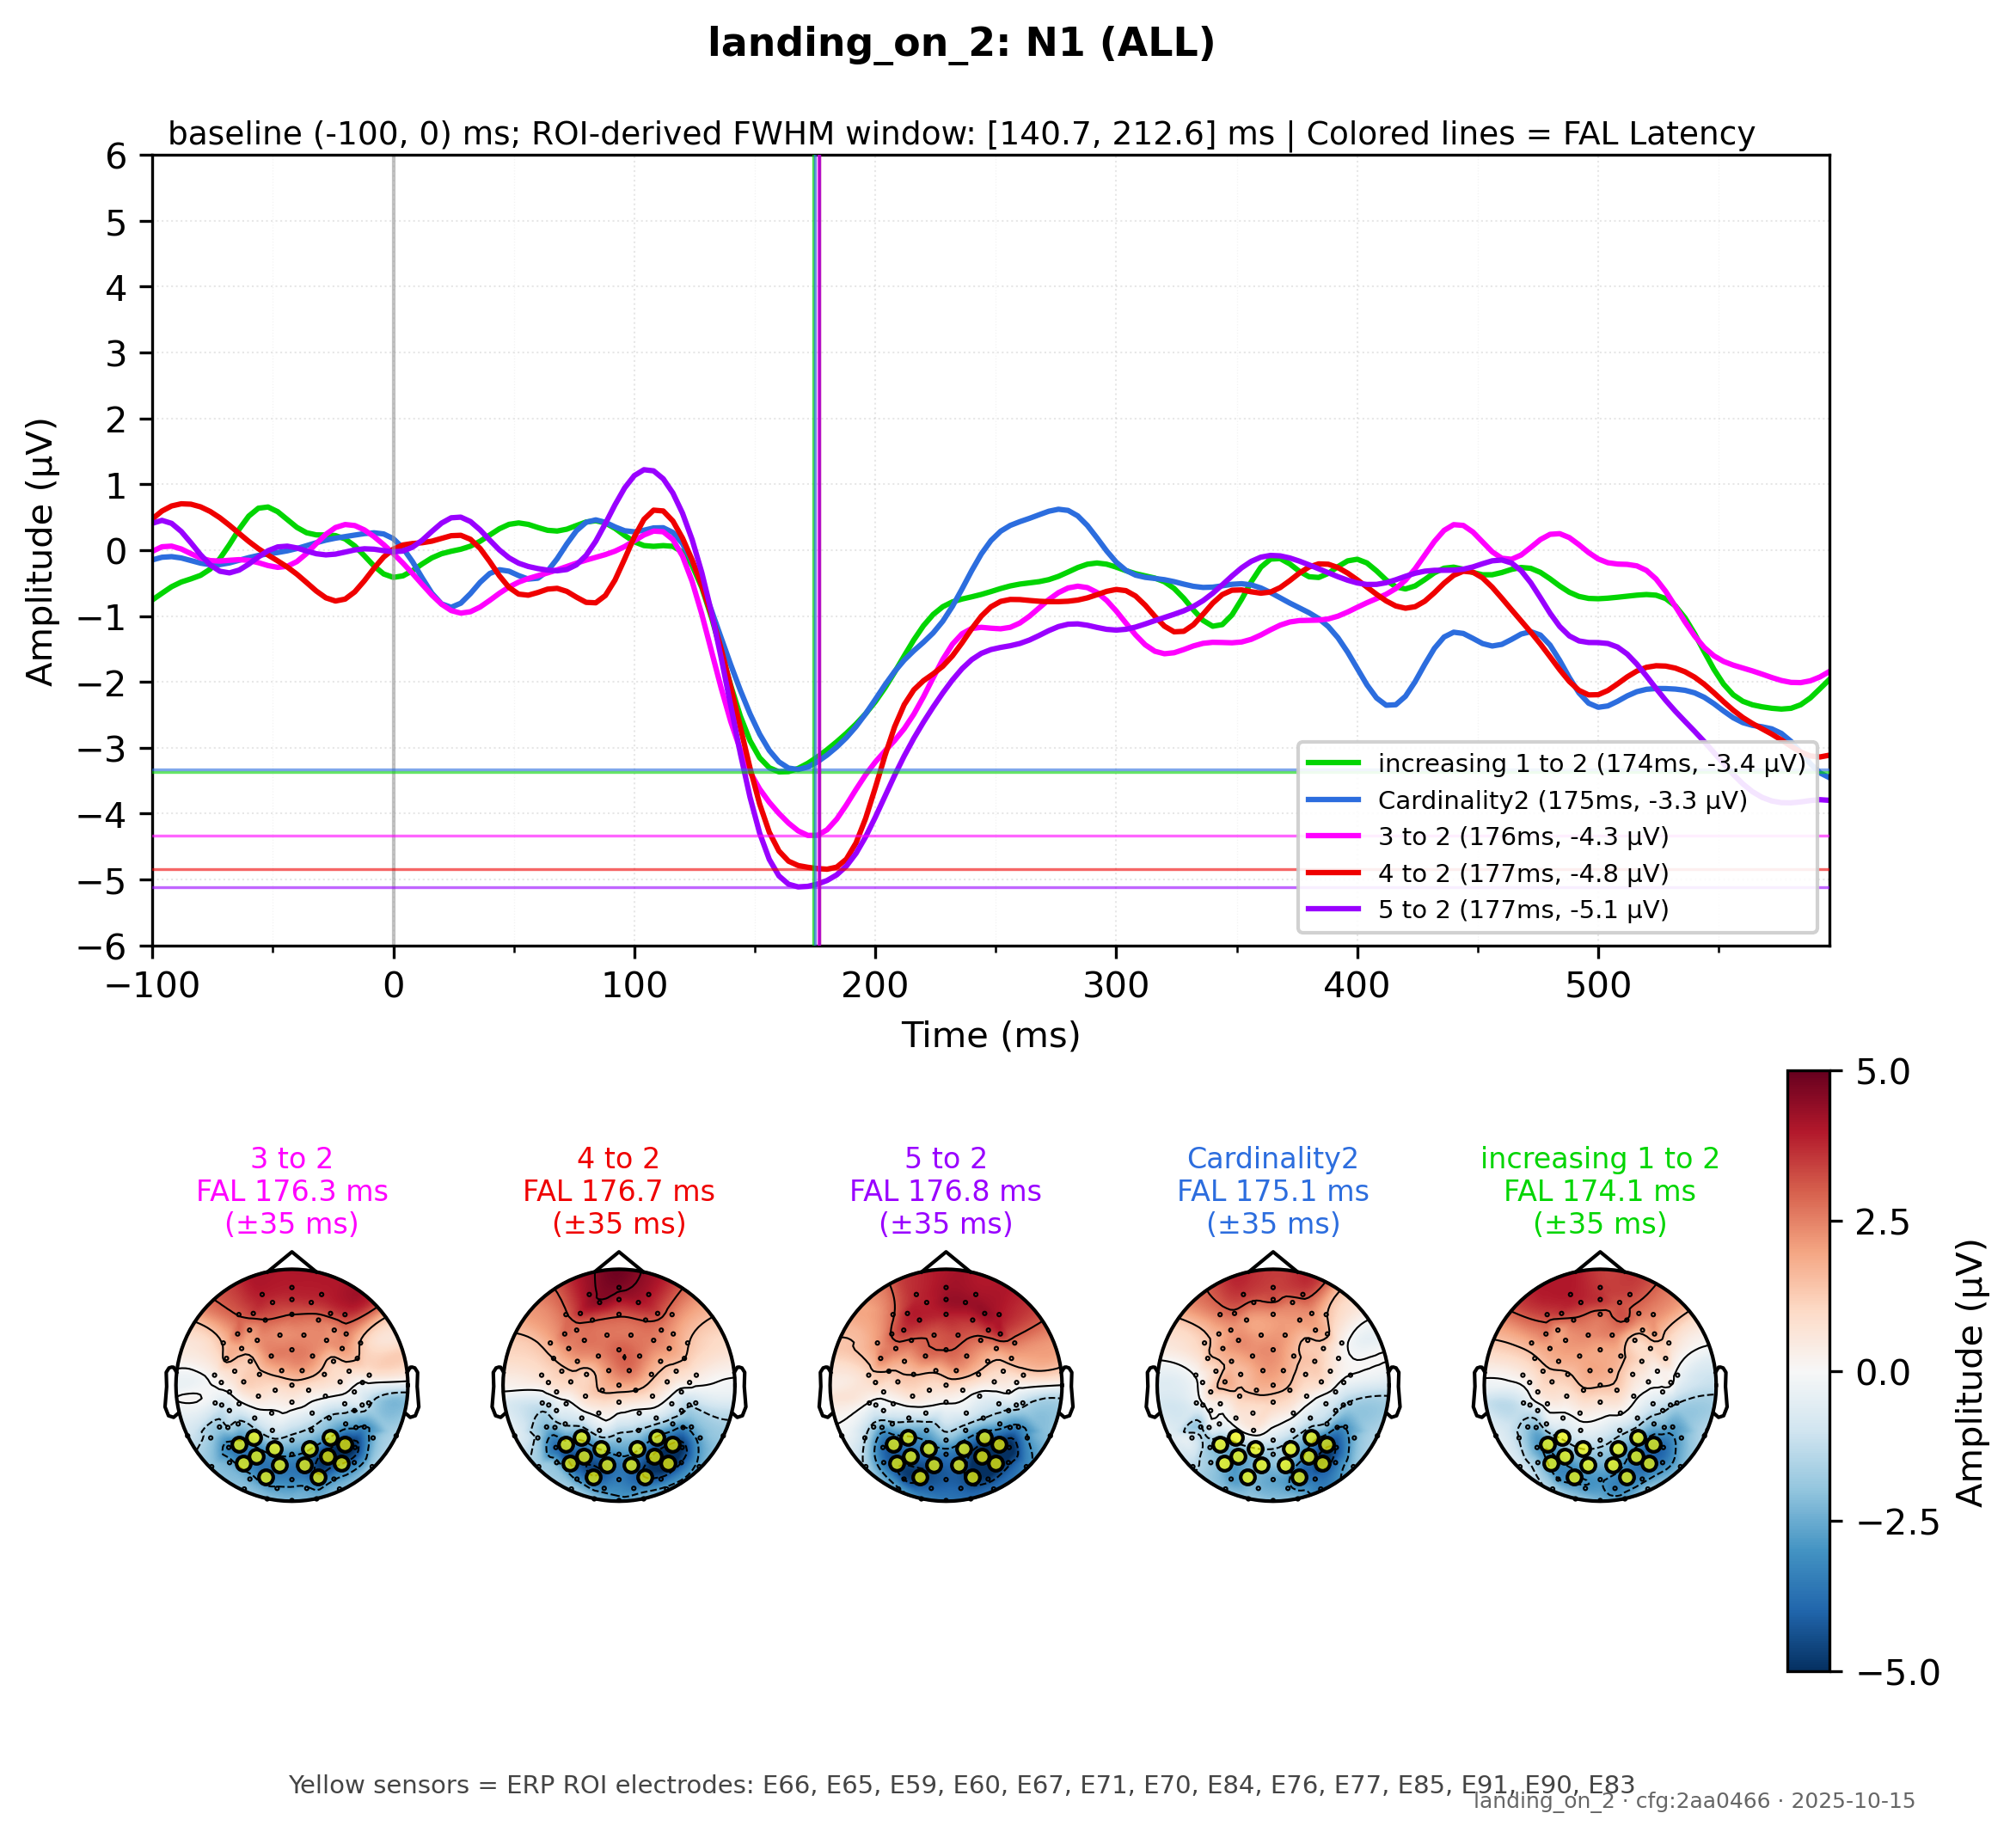 landing_on_2: N1 (ALL)
baseline (-100, 0) ms; ROI-derived FWHM window: [140.7, 212.6] ms | Colored lines = FAL Latency
6
5
4
3
2
1
0
−1
−2
−3
−4
−5
−6
Amplitude (µV)
increasing 1 to 2 (174ms, -3.4 µV)
Cardinality2 (175ms, -3.3 µV)
3 to 2 (176ms, -4.3 µV)
4 to 2 (177ms, -4.8 µV)
5 to 2 (177ms, -5.1 µV)
−100 0 100 200 300 400 500
Time (ms)
3 to 2
FAL 176.3 ms
(±35 ms)
4 to 2
FAL 176.7 ms
(±35 ms)
5 to 2
FAL 176.8 ms
(±35 ms)
Cardinality2
FAL 175.1 ms
(±35 ms)
increasing 1 to 2
FAL 174.1 ms
(±35 ms)
5.0
2.5
0.0
−2.5
−5.0
Amplitude (µV)
Yellow sensors = ERP ROI electrodes: E66, E65, E59, E60, E67, E71, E70, E84, E76, E77, E85, E91, E90, E83
landing_on_2 · cfg:2aa0466 · 2025-10-15